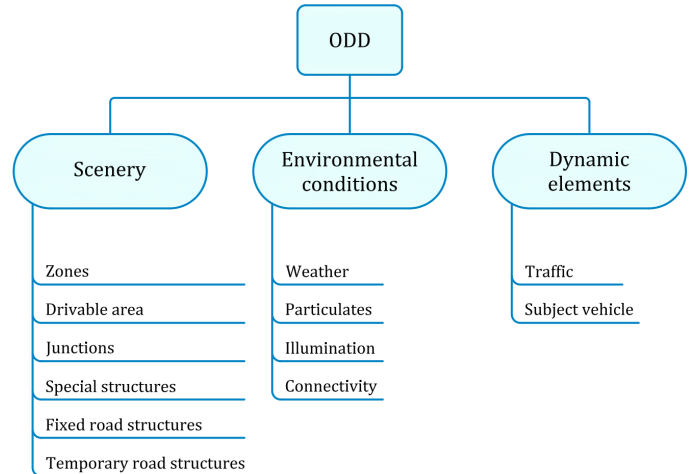 ODD
Scenery
Zones
Drivable area
Junctions
Special structures
Fixed road structures
Temporary road structures
Environmental
conditions
Weather
Particulates
Illumination
Connectivity
Dynamic
elements
Traffic
Subject vehicle